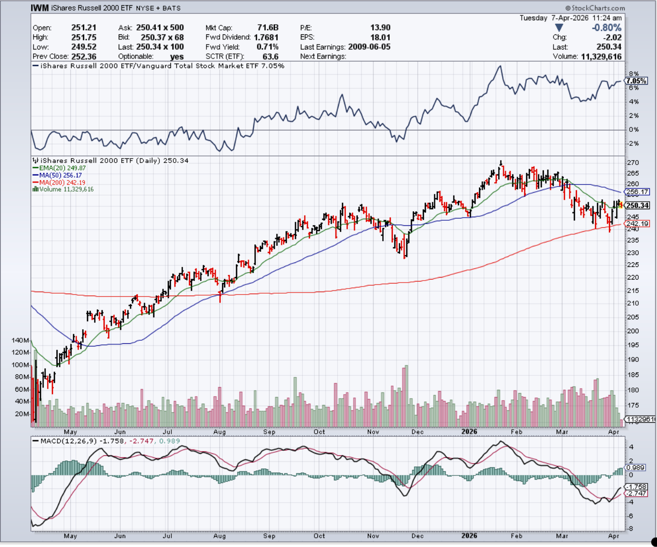 IWM iShares Russell 2000 ETF NYSE + BATS © StockCharts.com
Tuesday 7-Apr-2026 11:24 am
Open: 251.21 Ask: 250.41 x 500 Mkt Cap: 71.6B P/E: 13.90 ▼ -0.80%
High: 251.75 Bid: 250.37 x 68 Fwd Dividend: 1.7681 EPS: 18.01 Chg: -2.02
Low: 249.52 Last Size: 250.34 x 100 Fwd Yield: 0.71% Last Earnings: 2009-06-05 Last: 250.34
Prev Close: 252.36 Optionable: yes SCTR (ETF): 63.6 Next Earnings: Volume: 11,329,616
iShares Russell 2000 ETF/Vanguard Total Stock Market ETF 7.05%
8%
7.05%
6%
4%
2%
0%
-2%
iShares Russell 2000 ETF (Daily) 250.34
EMA(20) 249.87
MA(50) 256.17
MA(200) 242.19
Volume 11,329,616
270
265
260
256.17
250.34
245
242.19
240
235
230
225
220
215
210
205
200
195
190
185
180
175
11329616
140M
120M
100M
80M
60M
40M
20M
May Jun Jul Aug Sep Oct Nov Dec 2026 Feb Mar Apr
MACD(12,26,9) -1.758, -2.747, 0.989
4
2
0.989
0
-1.758
-2.747
-4
-6
-8
May Jun Jul Aug Sep Oct Nov Dec 2026 Feb Mar Apr